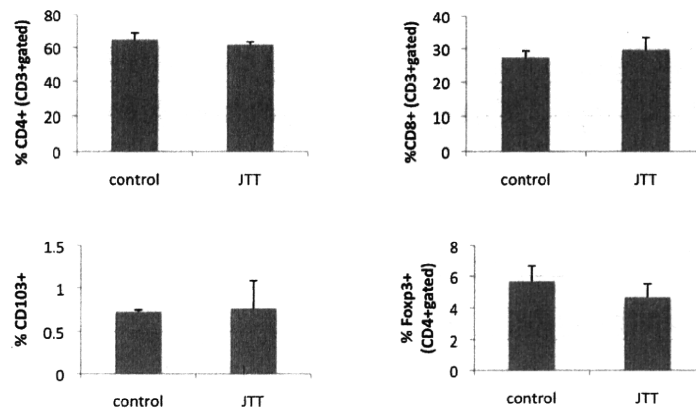 % CD4+ (CD3+gated)
80
60
40
20
0
control
JTT
%CD8+ (CD3+gated)
40
30
20
10
0
control
JTT
% CD103+
1.5
1
0.5
0
control
JTT
% Foxp3+
(CD4+gated)
8
6
4
2
0
control
JTT